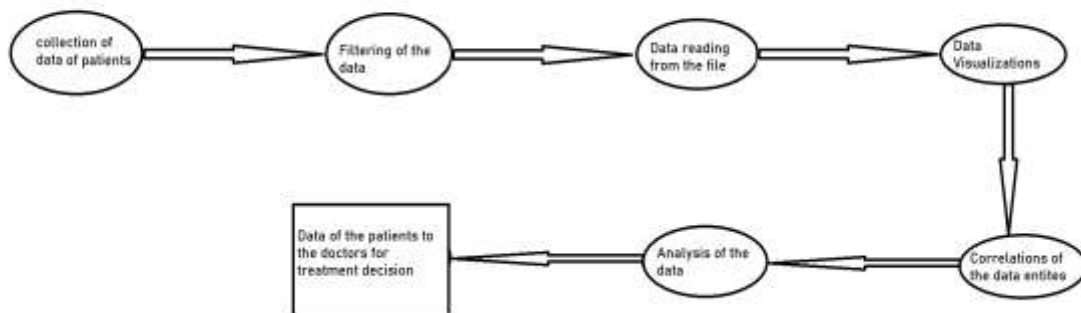 collection of
data of patients
Filtering of the
data
Data reading
from the file
Data
Visualizations
Correlations of
the data entites
Analysis of the
data
Data of the patients to
the doctors for
treatment decision